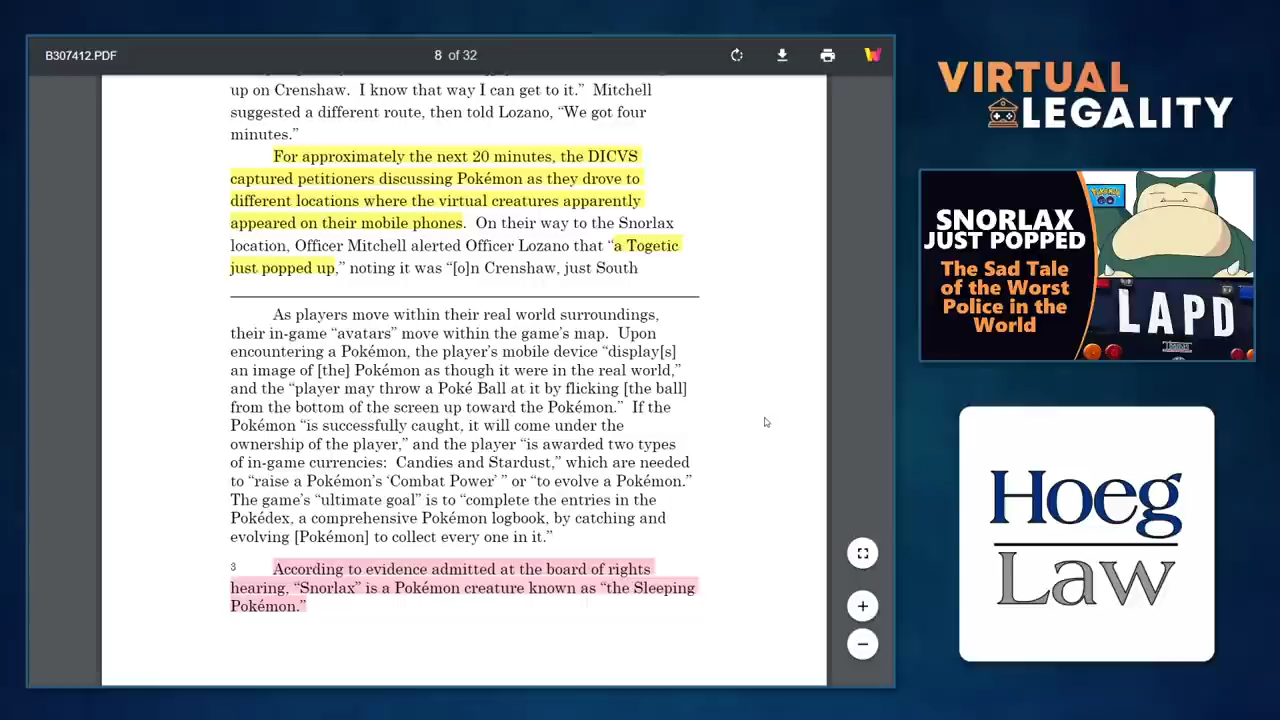 B307412.PDF
8 of 32
up on Crenshaw. I know that way I can get to it.” Mitchell
suggested a different route, then told Lozano, “We got four
minutes.”
For approximately the next 20 minutes, the DICVS
captured petitioners discussing Pokémon as they drove to
different locations where the virtual creatures apparently
appeared on their mobile phones. On their way to the Snorlax
location, Officer Mitchell alerted Officer Lozano that “a Togetic
just popped up,” noting it was “[o]n Crenshaw, just South
As players move within their real world surroundings,
their in-game “avatars” move within the game’s map. Upon
encountering a Pokémon, the player’s mobile device “display[s]
an image of [the] Pokémon as though it were in the real world,”
and the “player may throw a Poké Ball at it by flicking [the ball]
from the bottom of the screen up toward the Pokémon.” If the
Pokémon “is successfully caught, it will come under the
ownership of the player,” and the player “is awarded two types
of in-game currencies: Candies and Stardust,” which are needed
to “raise a Pokémon’s ‘Combat Power’ ” or “to evolve a Pokémon.”
The game’s “ultimate goal” is to “complete the entries in the
Pokédex, a comprehensive Pokémon logbook, by catching and
evolving [Pokémon] to collect every one in it.”
3 According to evidence admitted at the board of rights
hearing, “Snorlax” is a Pokémon creature known as “the Sleeping
Pokémon.”
VIRTUAL
LEGALITY
SNORLAX
JUST POPPED
The Sad Tale
of the Worst
Police in the
World
LAPD
Hoeg
Law